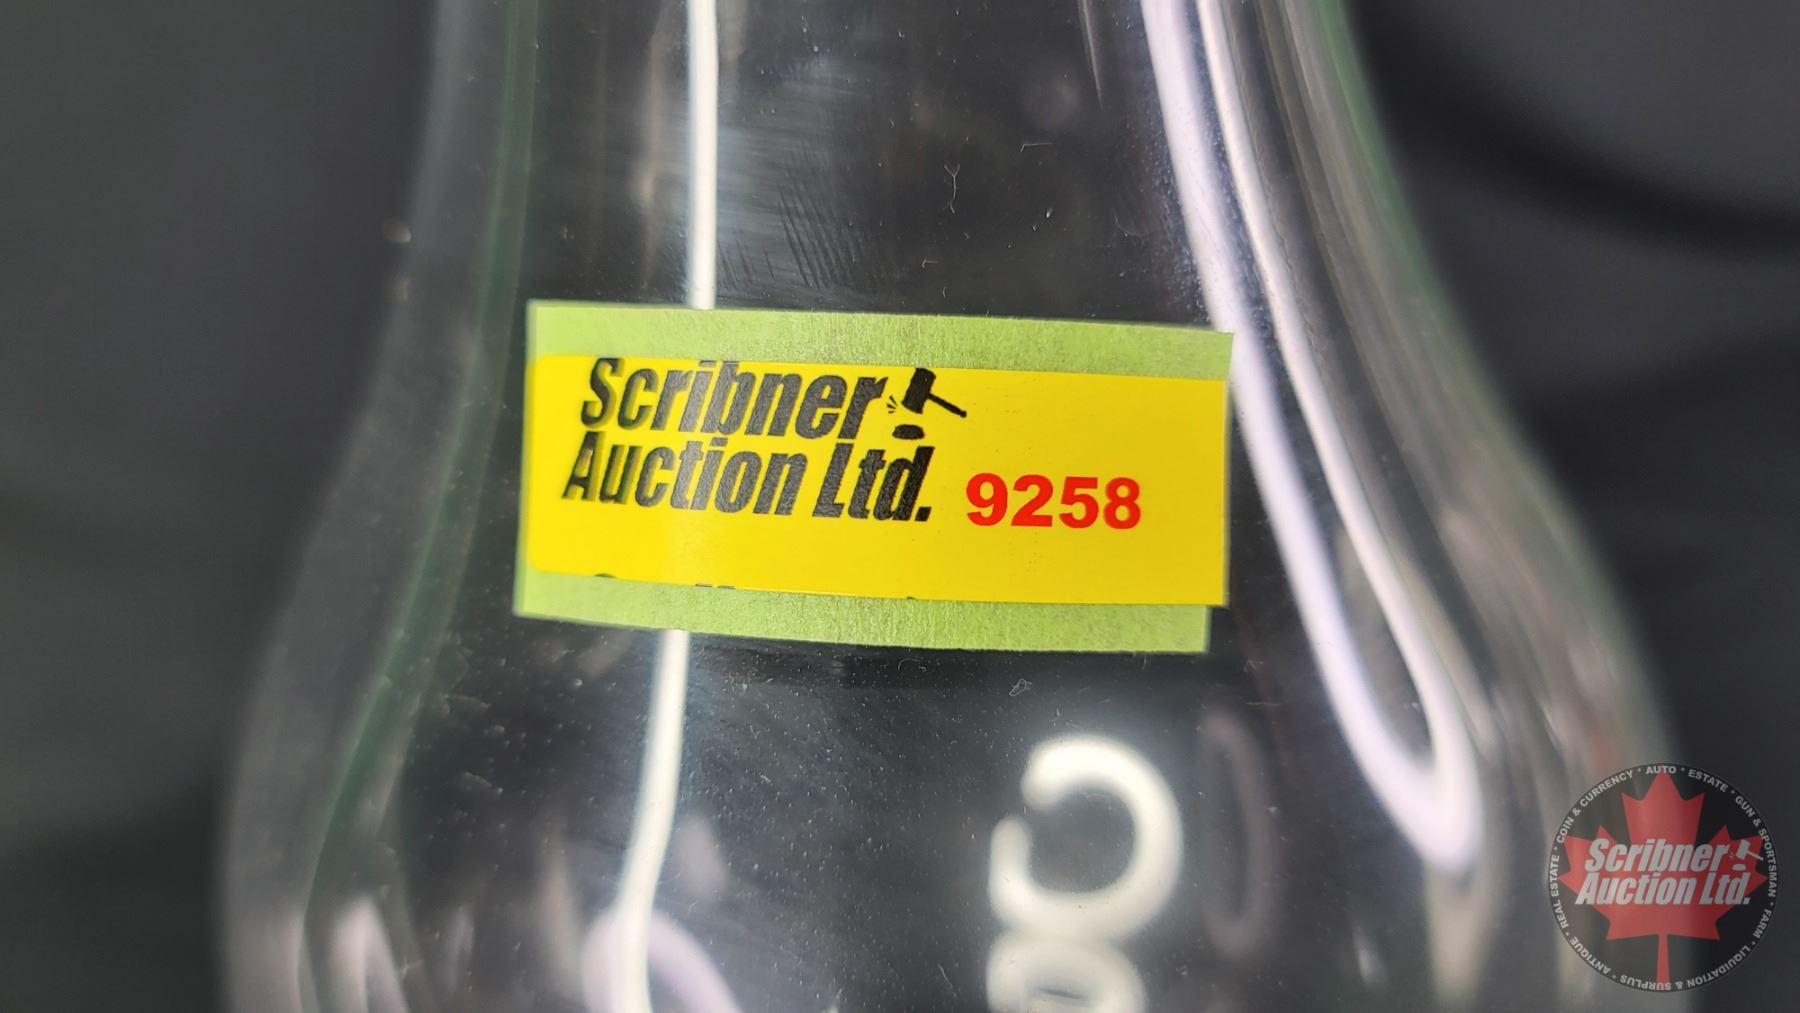 Scribner
Auction Ltd. 9258
Scribner
Auction Ltd.
REAL ESTATE • COIN & CURRENCY • AUTO • ESTATE • GUN & SPORTSMAN • FARM • LIQUIDATION & SURPLUS • ANTIQUE •